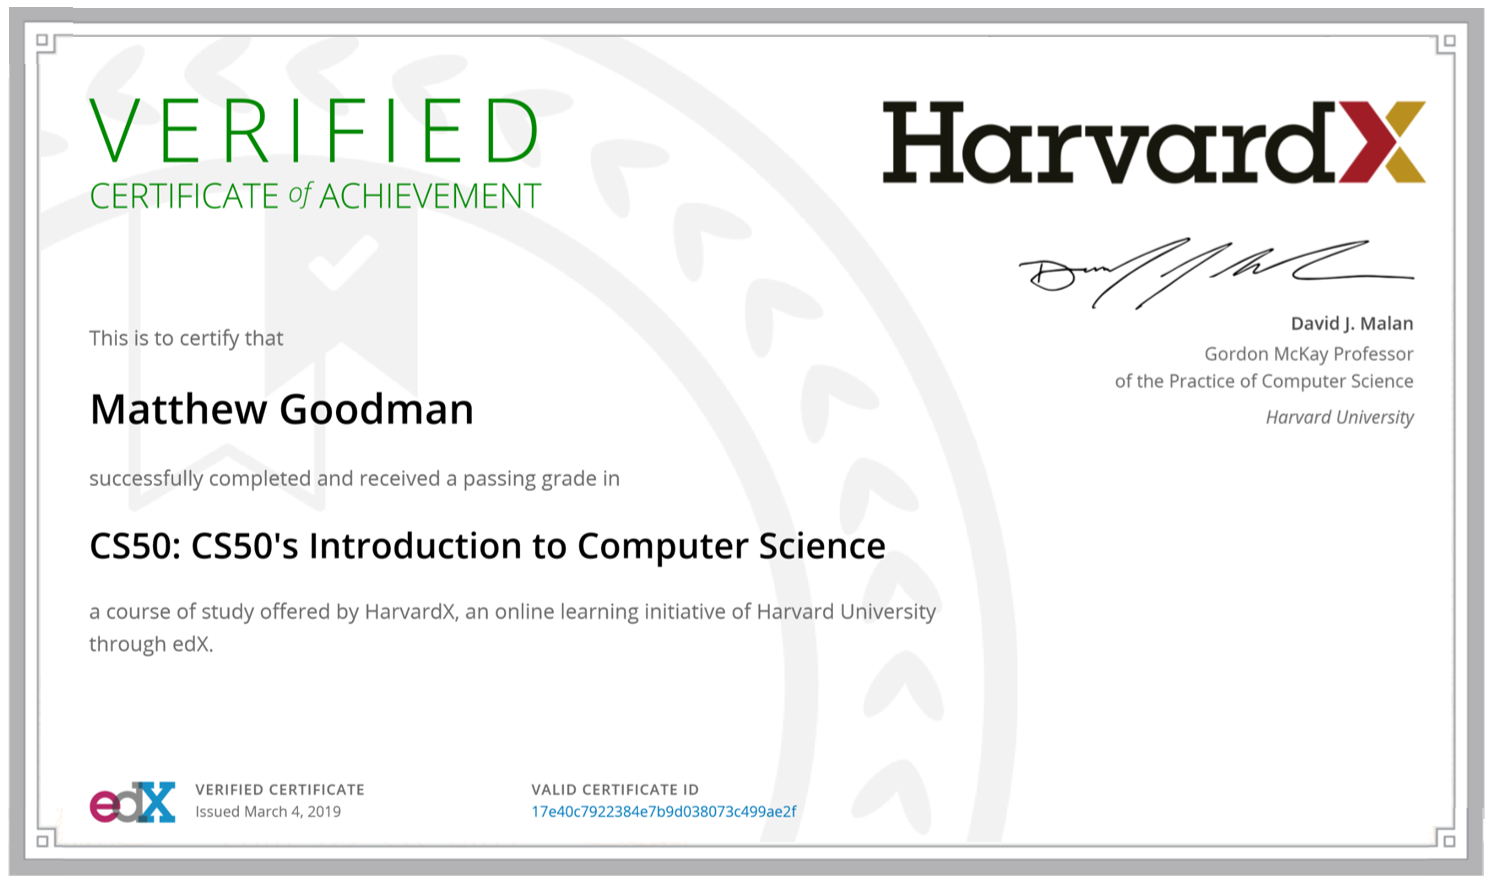 VERIFIED
CERTIFICATE of ACHIEVEMENT
HarvardX
David J. Malan
Gordon McKay Professor
of the Practice of Computer Science
Harvard University
This is to certify that
Matthew Goodman
successfully completed and received a passing grade in
CS50: CS50's Introduction to Computer Science
a course of study offered by HarvardX, an online learning initiative of Harvard University
through edX.
edX
VERIFIED CERTIFICATE
Issued March 4, 2019
VALID CERTIFICATE ID
17e40c7922384e7b9d038073c499ae2f